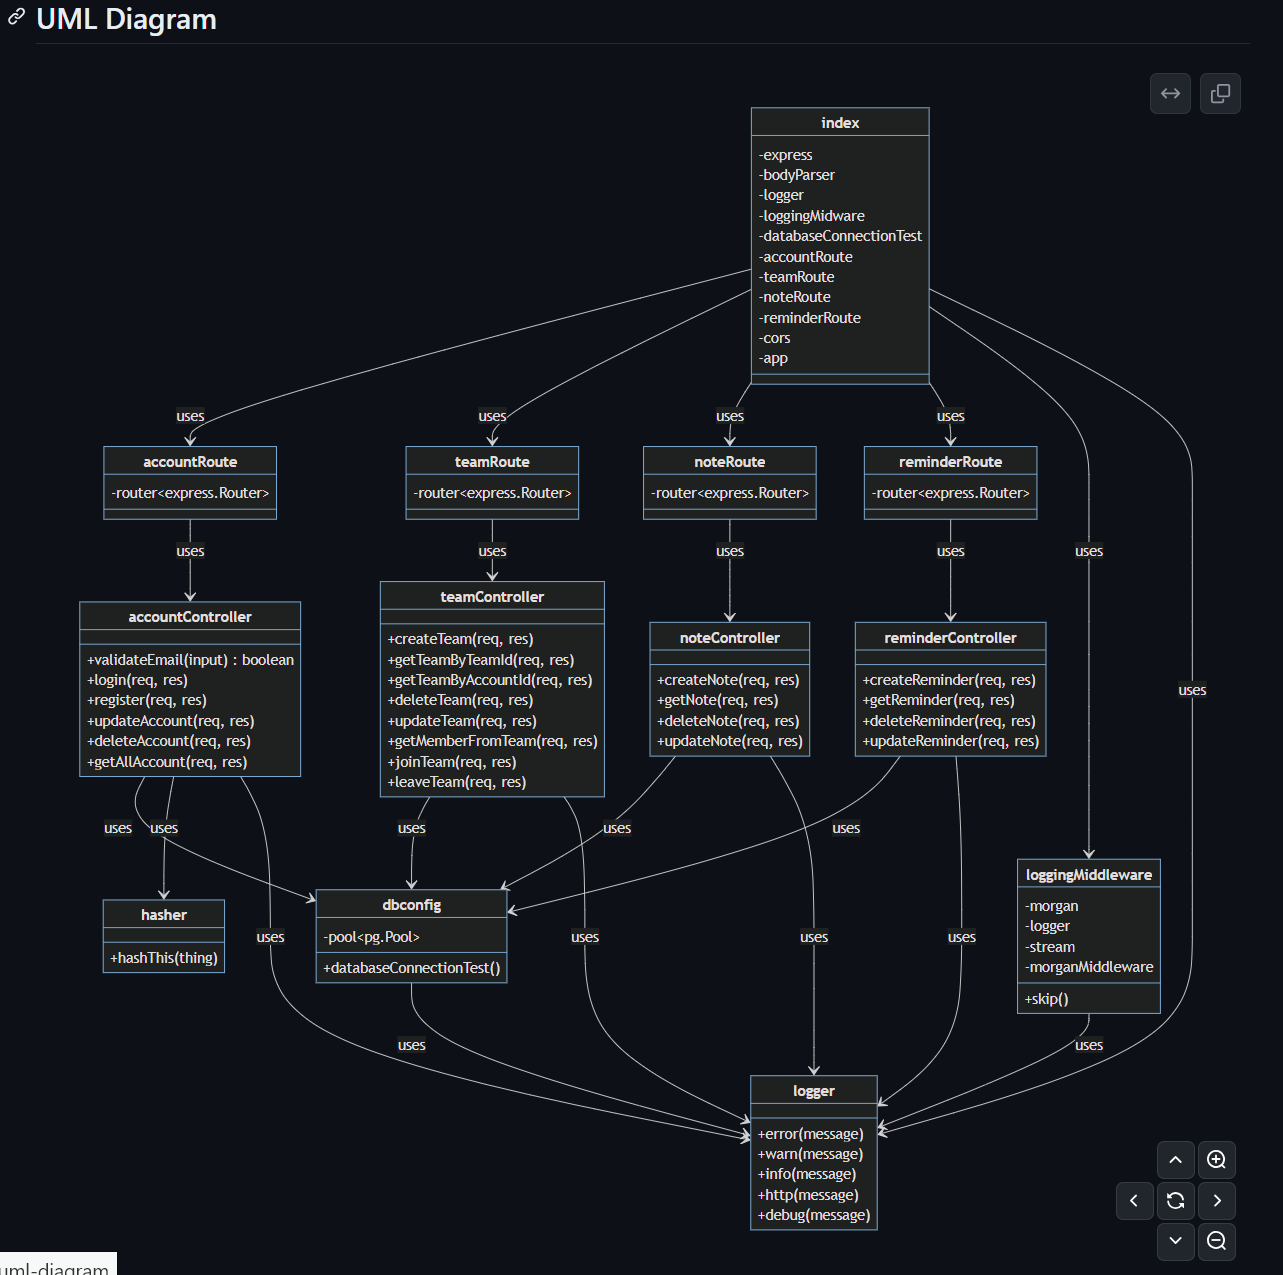 UML Diagram
index
-express
-bodyParser
-logger
-loggingMidware
-databaseConnectionTest
-accountRoute
-teamRoute
-noteRoute
-reminderRoute
-cors
-app
uses
uses
uses
uses
accountRoute
-router<express.Router>
teamRoute
-router<express.Router>
noteRoute
-router<express.Router>
reminderRoute
-router<express.Router>
uses
uses
uses
uses
uses
accountController
+validateEmail(input) : boolean
+login(req, res)
+register(req, res)
+updateAccount(req, res)
+deleteAccount(req, res)
+getAllAccount(req, res)
teamController
+createTeam(req, res)
+getTeamByTeamId(req, res)
+getTeamByAccountId(req, res)
+deleteTeam(req, res)
+updateTeam(req, res)
+getMemberFromTeam(req, res)
+joinTeam(req, res)
+leaveTeam(req, res)
noteController
+createNote(req, res)
+getNote(req, res)
+deleteNote(req, res)
+updateNote(req, res)
reminderController
+createReminder(req, res)
+getReminder(req, res)
+deleteReminder(req, res)
+updateReminder(req, res)
uses
uses
uses
uses
uses
uses
hasher
+hashThis(thing)
dbconfig
-pool<pg.Pool>
+databaseConnectionTest()
loggingMiddleware
-morgan
-logger
-stream
-morganMiddleware
+skip()
uses
uses
uses
uses
uses
uses
logger
+error(message)
+warn(message)
+info(message)
+http(message)
+debug(message)
uml-diagram